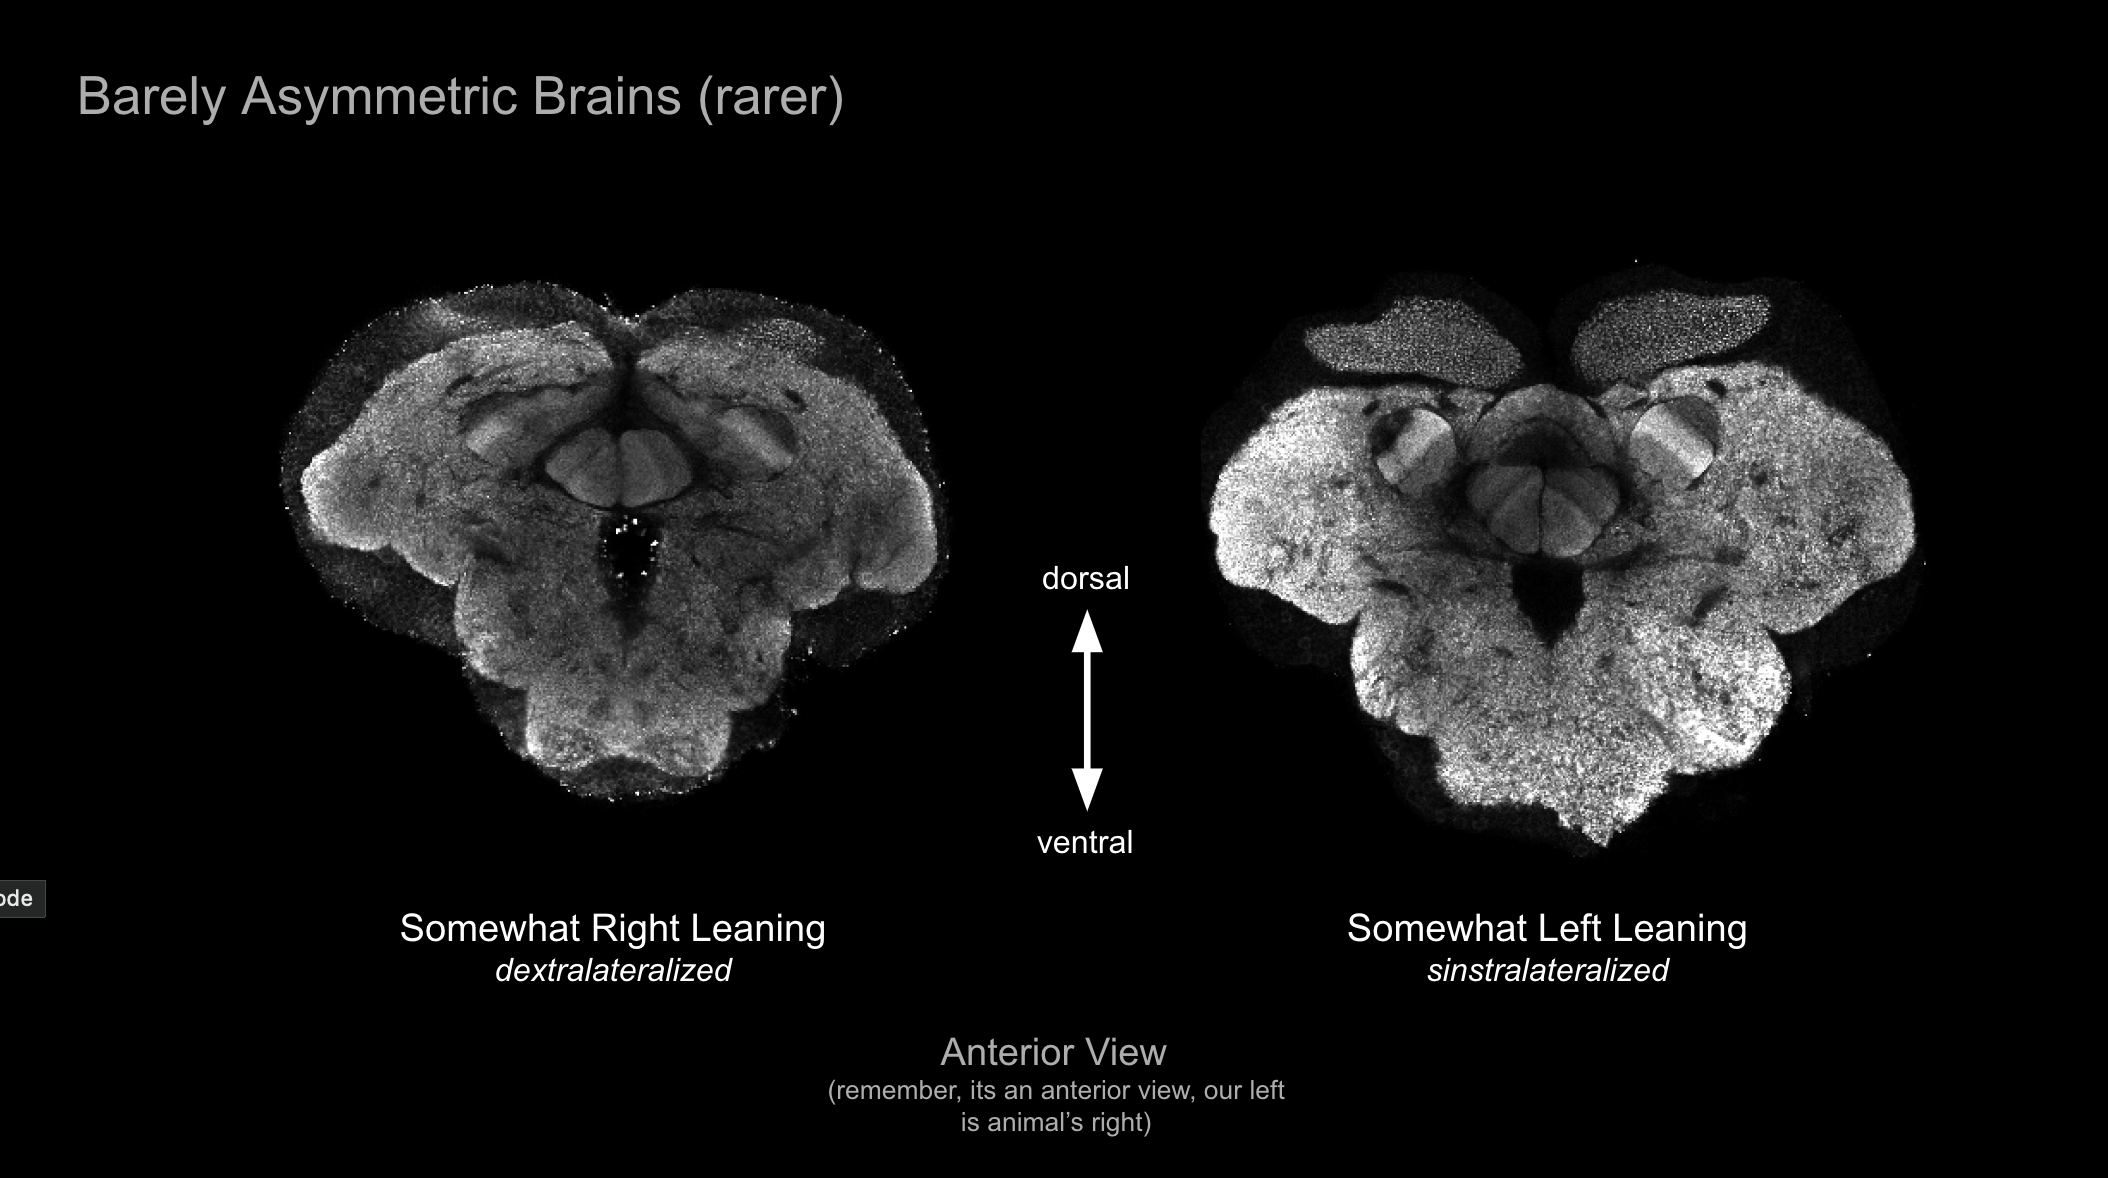 Barely Asymmetric Brains (rarer)
dorsal
ventral
ode
Somewhat Right Leaning
dextralateralized
Somewhat Left Leaning
sinstralateralized
Anterior View
(remember, its an anterior view, our left
is animal’s right)